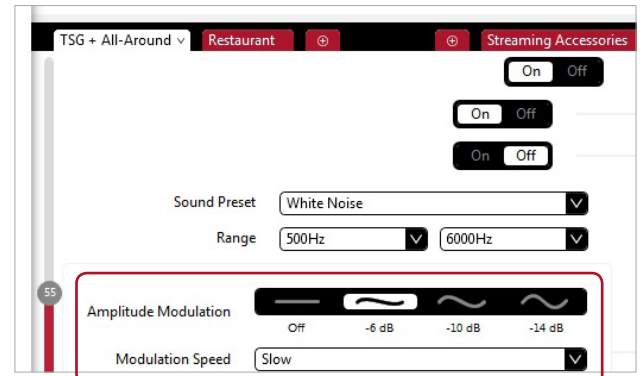 TSG + All-Around Restaurant Streaming Accessories
On Off
On Off
On Off
Sound Preset White Noise
Range 500Hz 6000Hz
55
Amplitude Modulation
Off -6 dB -10 dB -14 dB
Modulation Speed Slow